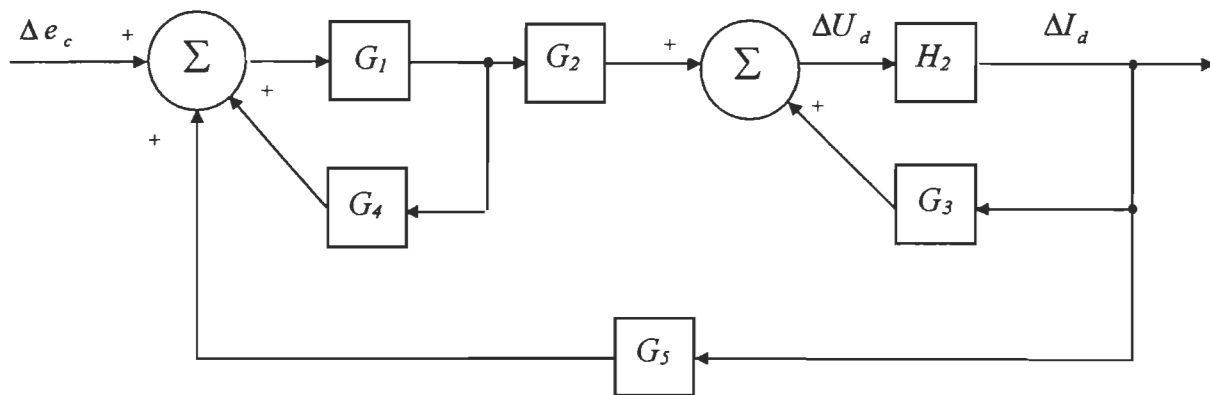 Δe_c + Σ G_1 G_2 + Σ ΔU_d H_2 ΔI_d
+ +
+ G_4 G_3
G_5